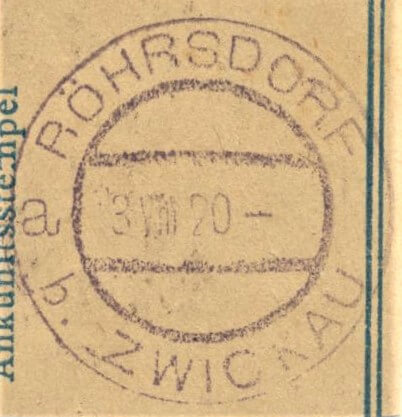 RÖHRSDORF
a
3 VIII 20 –
b. ZWICKAU
Ankunftsstempel